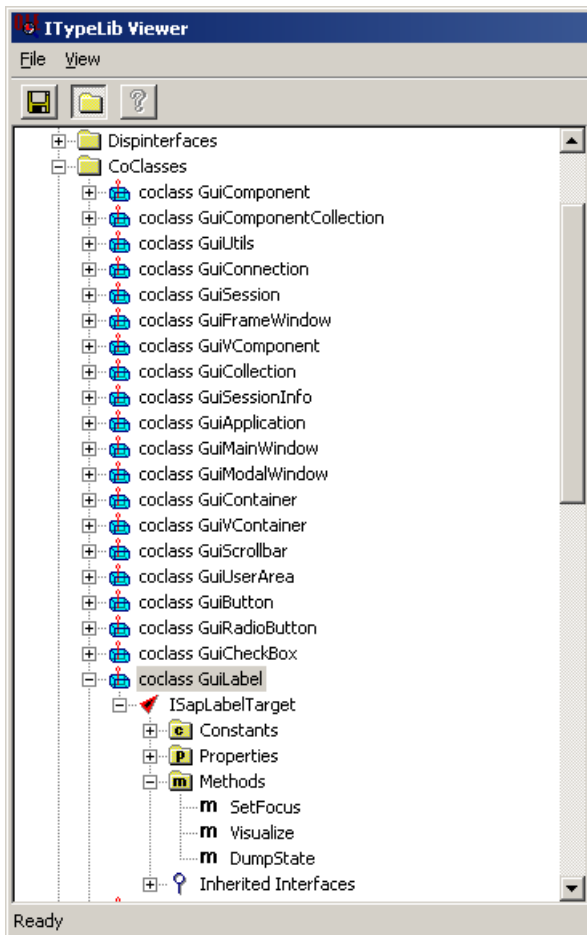 ITypeLib Viewer
File View
Dispinterfaces
CoClasses
coclass GuiComponent
coclass GuiComponentCollection
coclass GuiUtils
coclass GuiConnection
coclass GuiSession
coclass GuiFrameWindow
coclass GuiVComponent
coclass GuiCollection
coclass GuiSessionInfo
coclass GuiApplication
coclass GuiMainWindow
coclass GuiModalWindow
coclass GuiContainer
coclass GuiVContainer
coclass GuiScrollbar
coclass GuiUserArea
coclass GuiButton
coclass GuiRadioButton
coclass GuiCheckBox
coclass GuiLabel
ISapLabelTarget
c Constants
p Properties
m Methods
m SetFocus
m Visualize
m DumpState
Inherited Interfaces
Ready